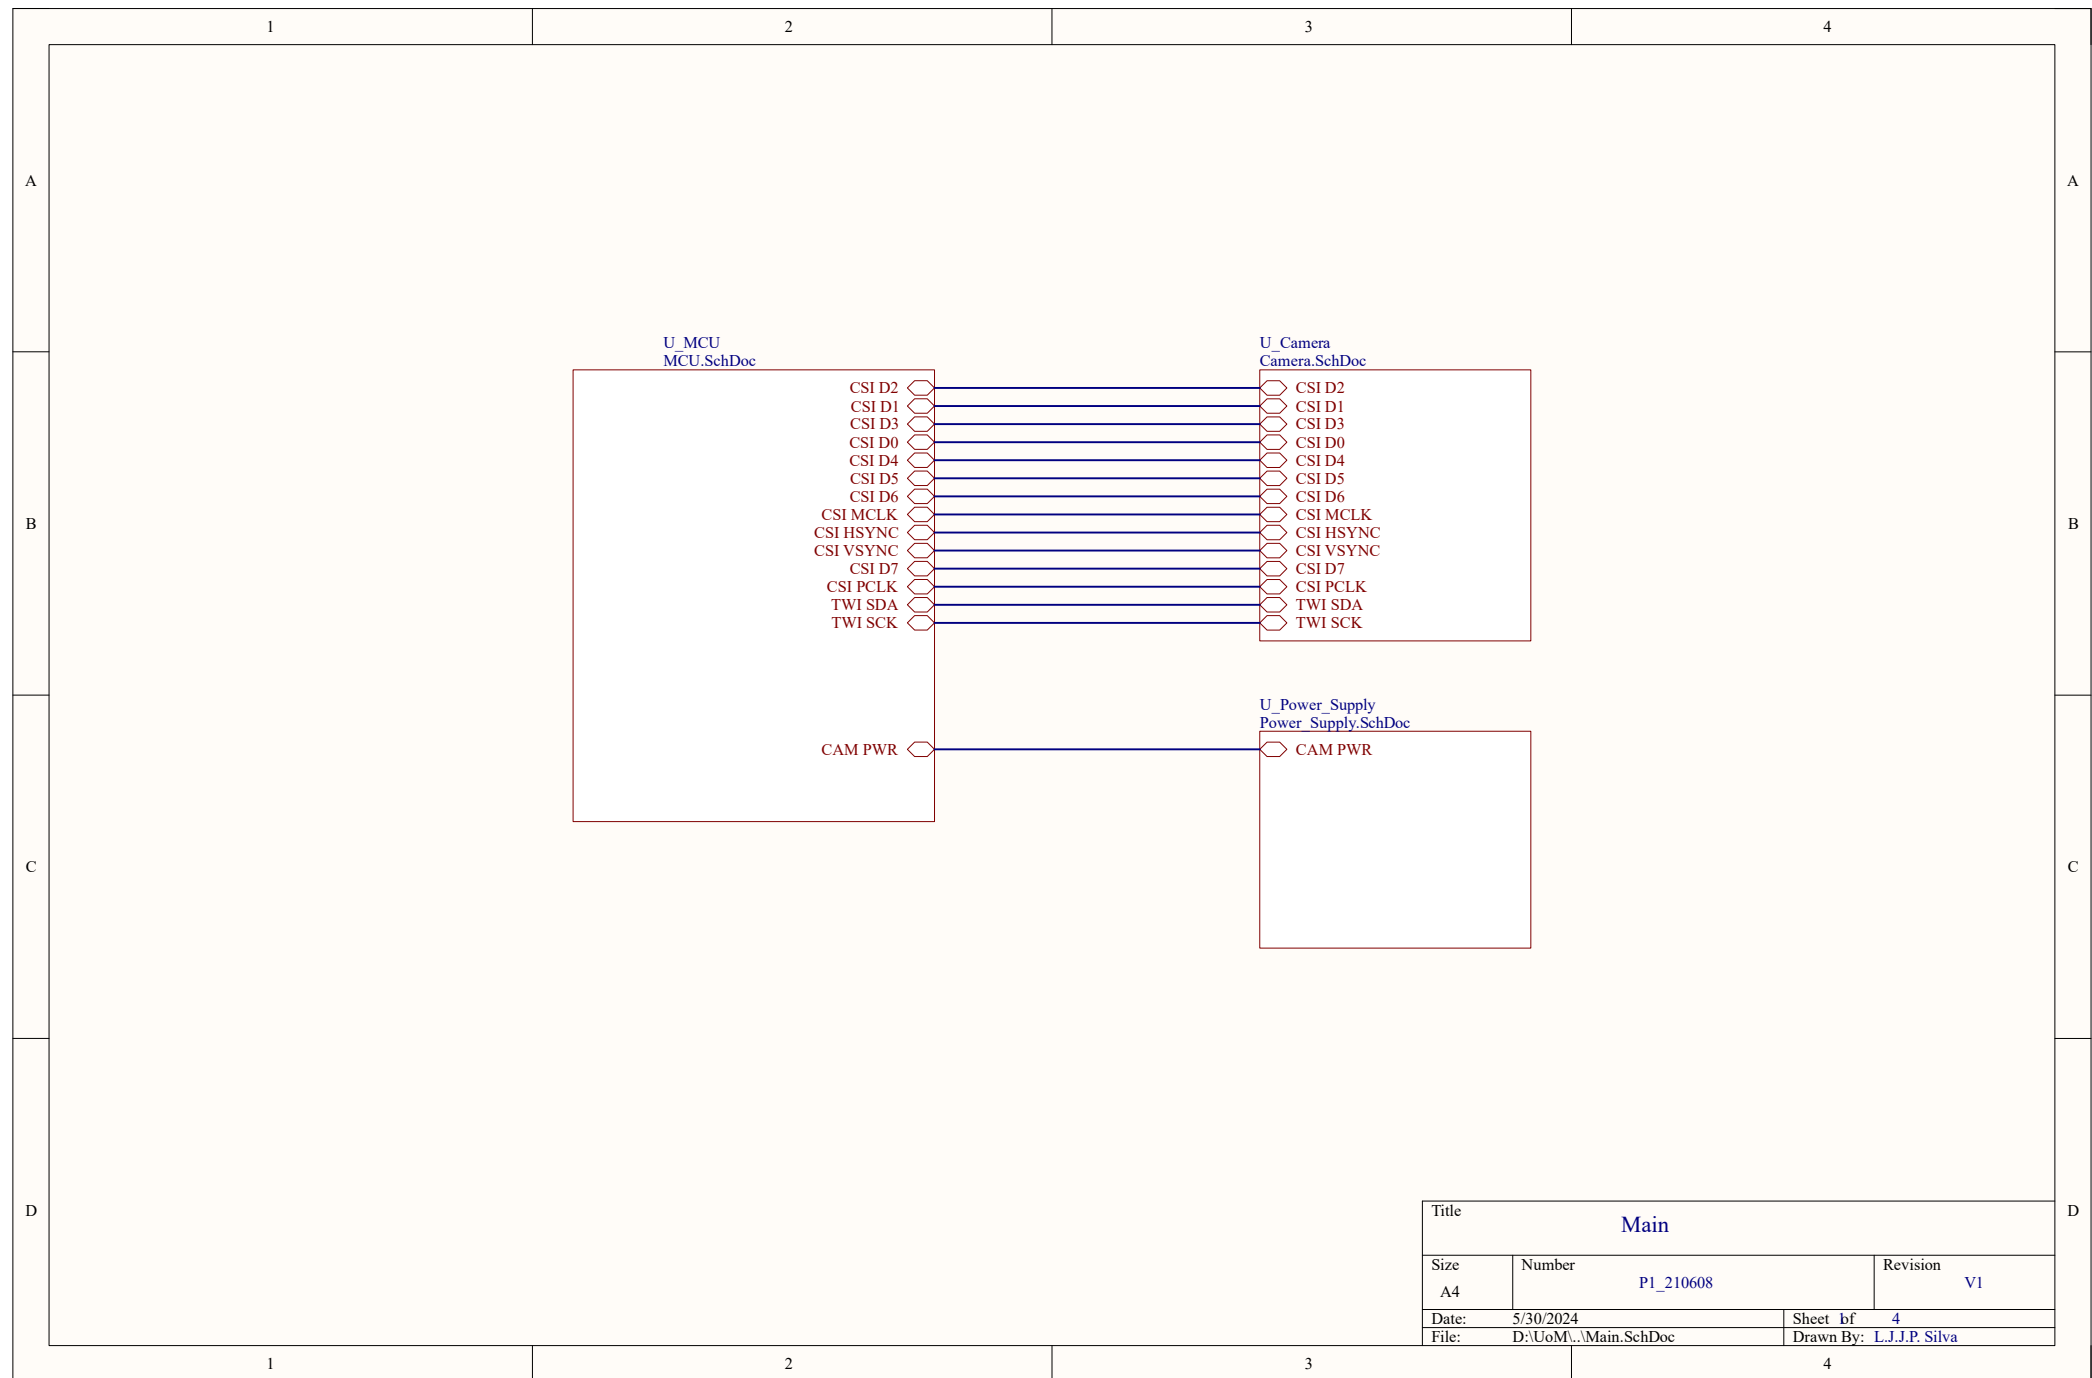 1 2 3 4
A A
U_MCU
MCU.SchDoc
U_Camera
Camera.SchDoc
CSI D2 CSI D2
CSI D1 CSI D1
CSI D3 CSI D3
CSI D0 CSI D0
CSI D4 CSI D4
CSI D5 CSI D5
CSI D6 CSI D6
CSI MCLK CSI MCLK
B B
CSI HSYNC CSI HSYNC
CSI VSYNC CSI VSYNC
CSI D7 CSI D7
CSI PCLK CSI PCLK
TWI SDA TWI SDA
TWI SCK TWI SCK
U_Power_Supply
Power_Supply.SchDoc
CAM PWR CAM PWR
C C
D D
Title
Main
Size Number Revision
A4 P1_210608 V1
Date: 5/30/2024 Sheet 1 of 4
File: D:\UoM\..\Main.SchDoc Drawn By: L.J.J.P. Silva
1 2 3 4